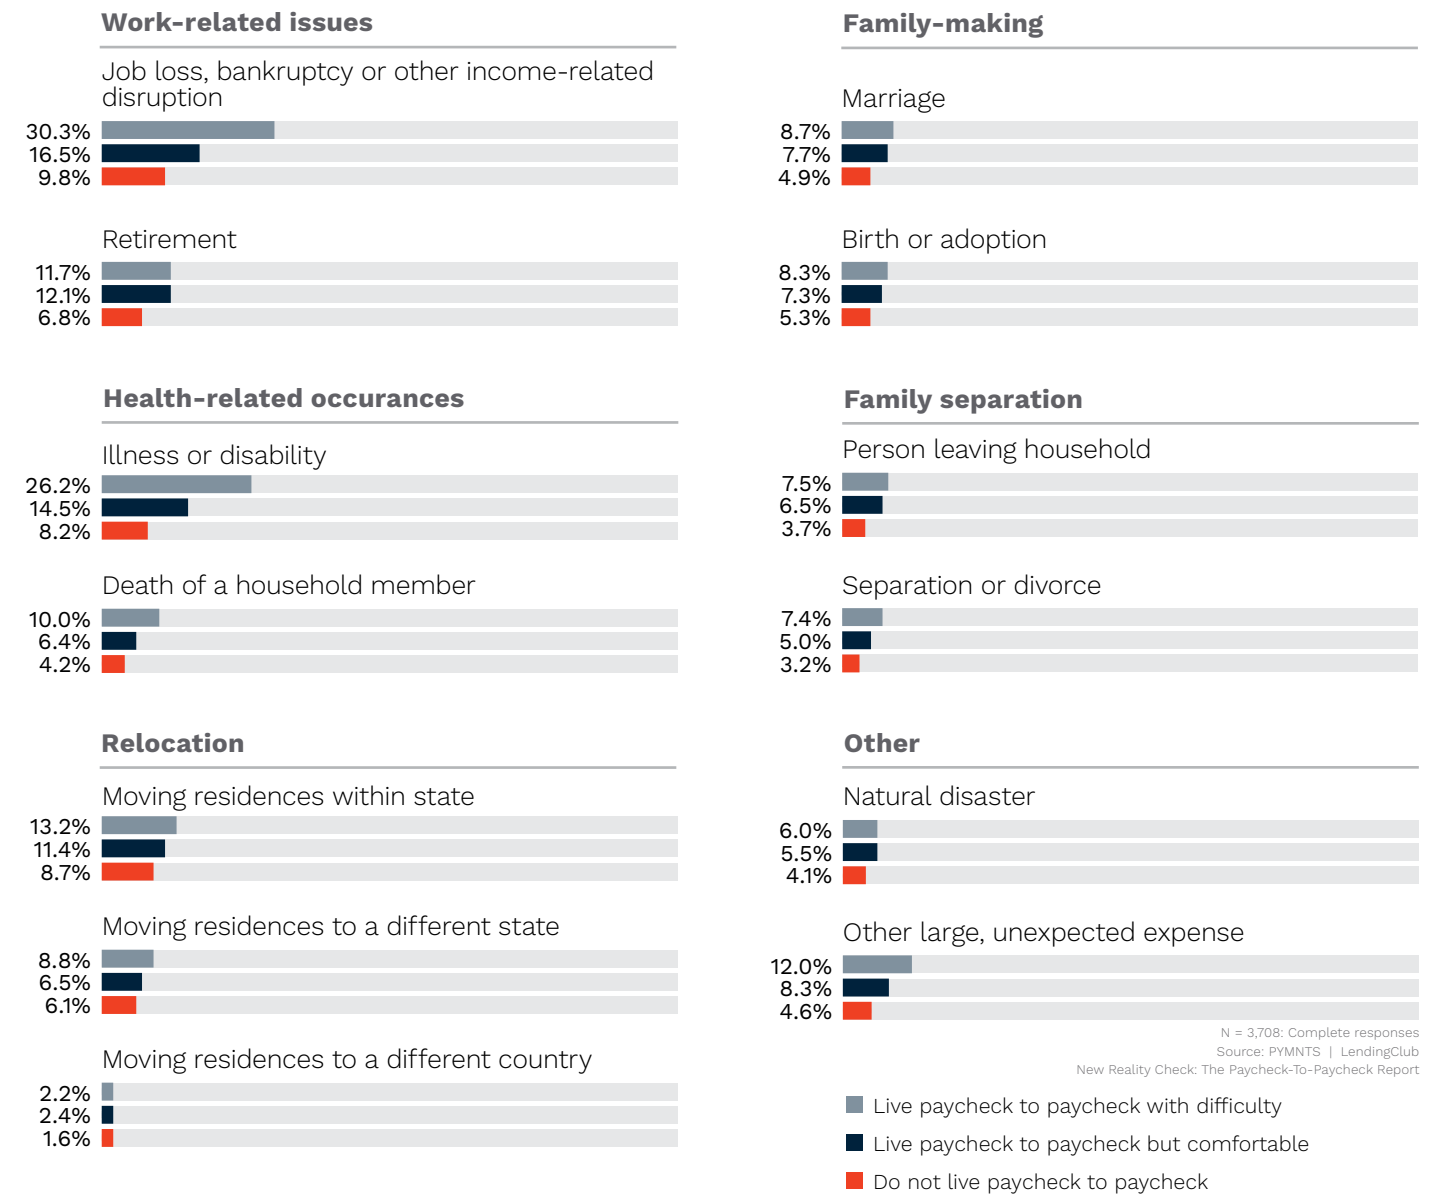 Work-related issues
Job loss, bankruptcy or other income-related
disruption
30.3%
16.5%
9.8%
Retirement
11.7%
12.1%
6.8%
Health-related occurances
Illness or disability
26.2%
14.5%
8.2%
Death of a household member
10.0%
6.4%
4.2%
Relocation
Moving residences within state
13.2%
11.4%
8.7%
Moving residences to a different state
8.8%
6.5%
6.1%
Moving residences to a different country
2.2%
2.4%
1.6%
Family-making
Marriage
8.7%
7.7%
4.9%
Birth or adoption
8.3%
7.3%
5.3%
Family separation
Person leaving household
7.5%
6.5%
3.7%
Separation or divorce
7.4%
5.0%
3.2%
Other
Natural disaster
6.0%
5.5%
4.1%
Other large, unexpected expense
12.0%
8.3%
4.6%
N = 3,708: Complete responses
Source: PYMNTS | LendingClub
New Reality Check: The Paycheck-To-Paycheck Report
Live paycheck to paycheck with difficulty
Live paycheck to paycheck but comfortable
Do not live paycheck to paycheck